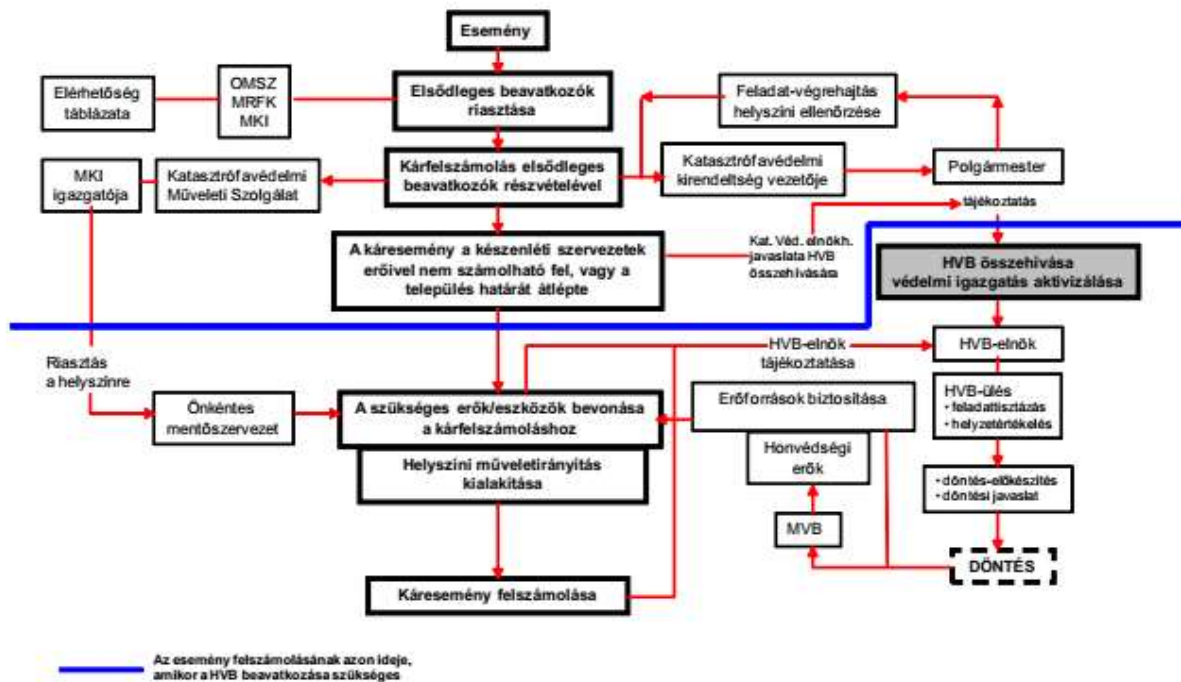 Esemény
Elérhetőség
táblázata
OMSZ
MRFK
MKI
Elsődleges beavatkozók
riasztása
Feladat-végrehajtás
helyszíni ellenőrzése
MKI
igazgatója
Katasztrófavédelmi
Műveleti Szolgálat
Kárfelszámolás elsődleges
beavatkozók részvételével
Katasztrófavédelmi
kirendeltség vezetője
Polgármester
tájékoztatás
A káresemény a készenléti szervezetek
erőivel nem számolható fel, vagy a
település határát átlépte
Kat. Véd. elnökh.
javaslata HVB
összehívására
HVB összehívása
védelmi igazgatás aktivizálása
Riasztás
a helyszínre
HVB-elnök
tájékoztatása
HVB-elnök
Önkéntes
mentőszervezet
A szükséges erők/eszközök bevonása
a kárfelszámoláshoz
Erőforrások biztosítása
HVB-ülés
• feladattisztázás
• helyzetértékelés
Helyszíni műveletirányítás
kialakítása
Honvédségi
erők
• döntés-előkészítés
• döntési javaslat
MVB
DÖNTÉS
Káresemény felszámolása
Az esemény felszámolásának azon ideje,
amikor a HVB beavatkozása szükséges